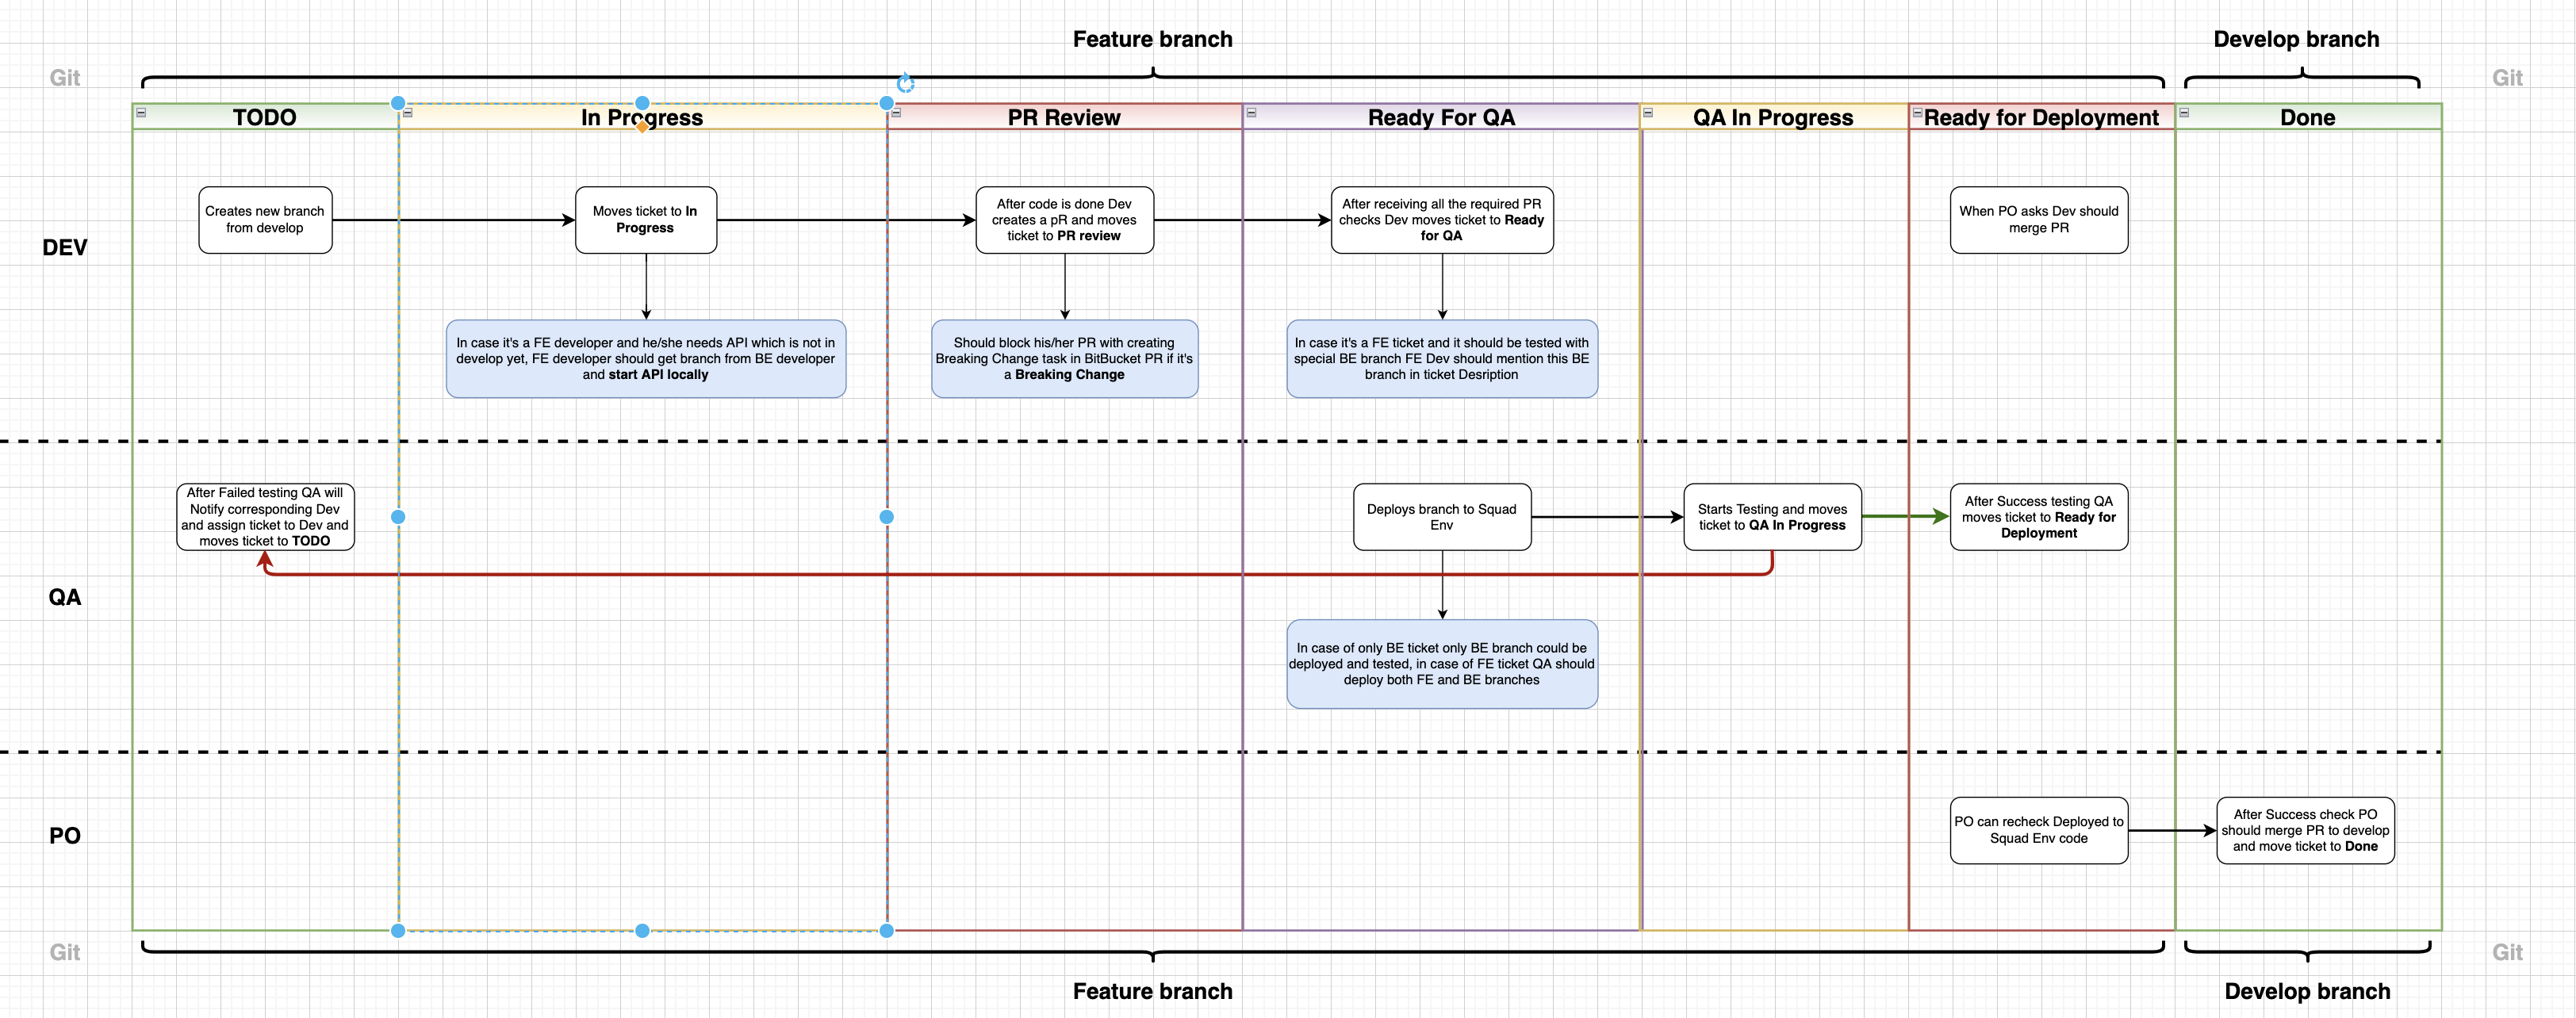 Feature branch
Develop branch
Git
Git
TODO
In Progress
PR Review
Ready For QA
QA In Progress
Ready for Deployment
Done
DEV
Creates new branch
from develop
Moves ticket to In
Progress
After code is done Dev
creates a pR and moves
ticket to PR review
After receiving all the required PR
checks Dev moves ticket to Ready
for QA
When PO asks Dev should
merge PR
In case it's a FE developer and he/she needs API which is not in
develop yet, FE developer should get branch from BE developer
and start API locally
Should block his/her PR with creating
Breaking Change task in BitBucket PR if it's
a Breaking Change
In case it's a FE ticket and it should be tested with
special BE branch FE Dev should mention this BE
branch in ticket Desription
QA
After Failed testing QA will
Notify corresponding Dev
and assign ticket to Dev and
moves ticket to TODO
Deploys branch to Squad
Env
Starts Testing and moves
ticket to QA In Progress
After Success testing QA
moves ticket to Ready for
Deployment
In case of only BE ticket only BE branch could be
deployed and tested, in case of FE ticket QA should
deploy both FE and BE branches
PO
PO can recheck Deployed to
Squad Env code
After Success check PO
should merge PR to develop
and move ticket to Done
Git
Git
Feature branch
Develop branch